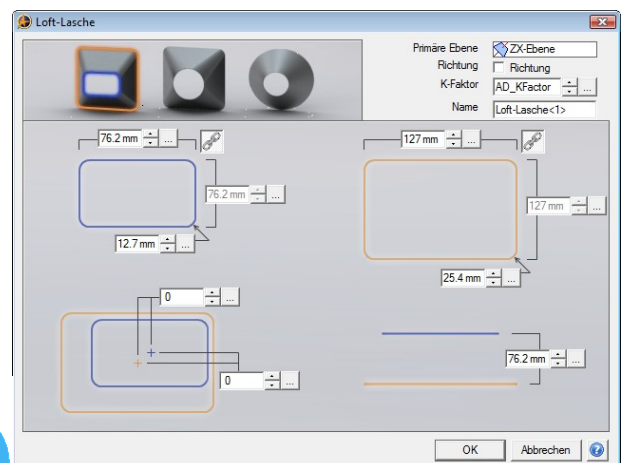 Loft-Lasche
Primäre Ebene ZX-Ebene
Richtung Richtung
K-Faktor AD_KFactor ...
Name Loft-Lasche<1>
76.2 mm ...
127 mm ...
76.2 mm ...
127 mm ...
12.7 mm ...
25.4 mm ...
0 ...
76.2 mm ...
0 ...
OK Abbrechen ?